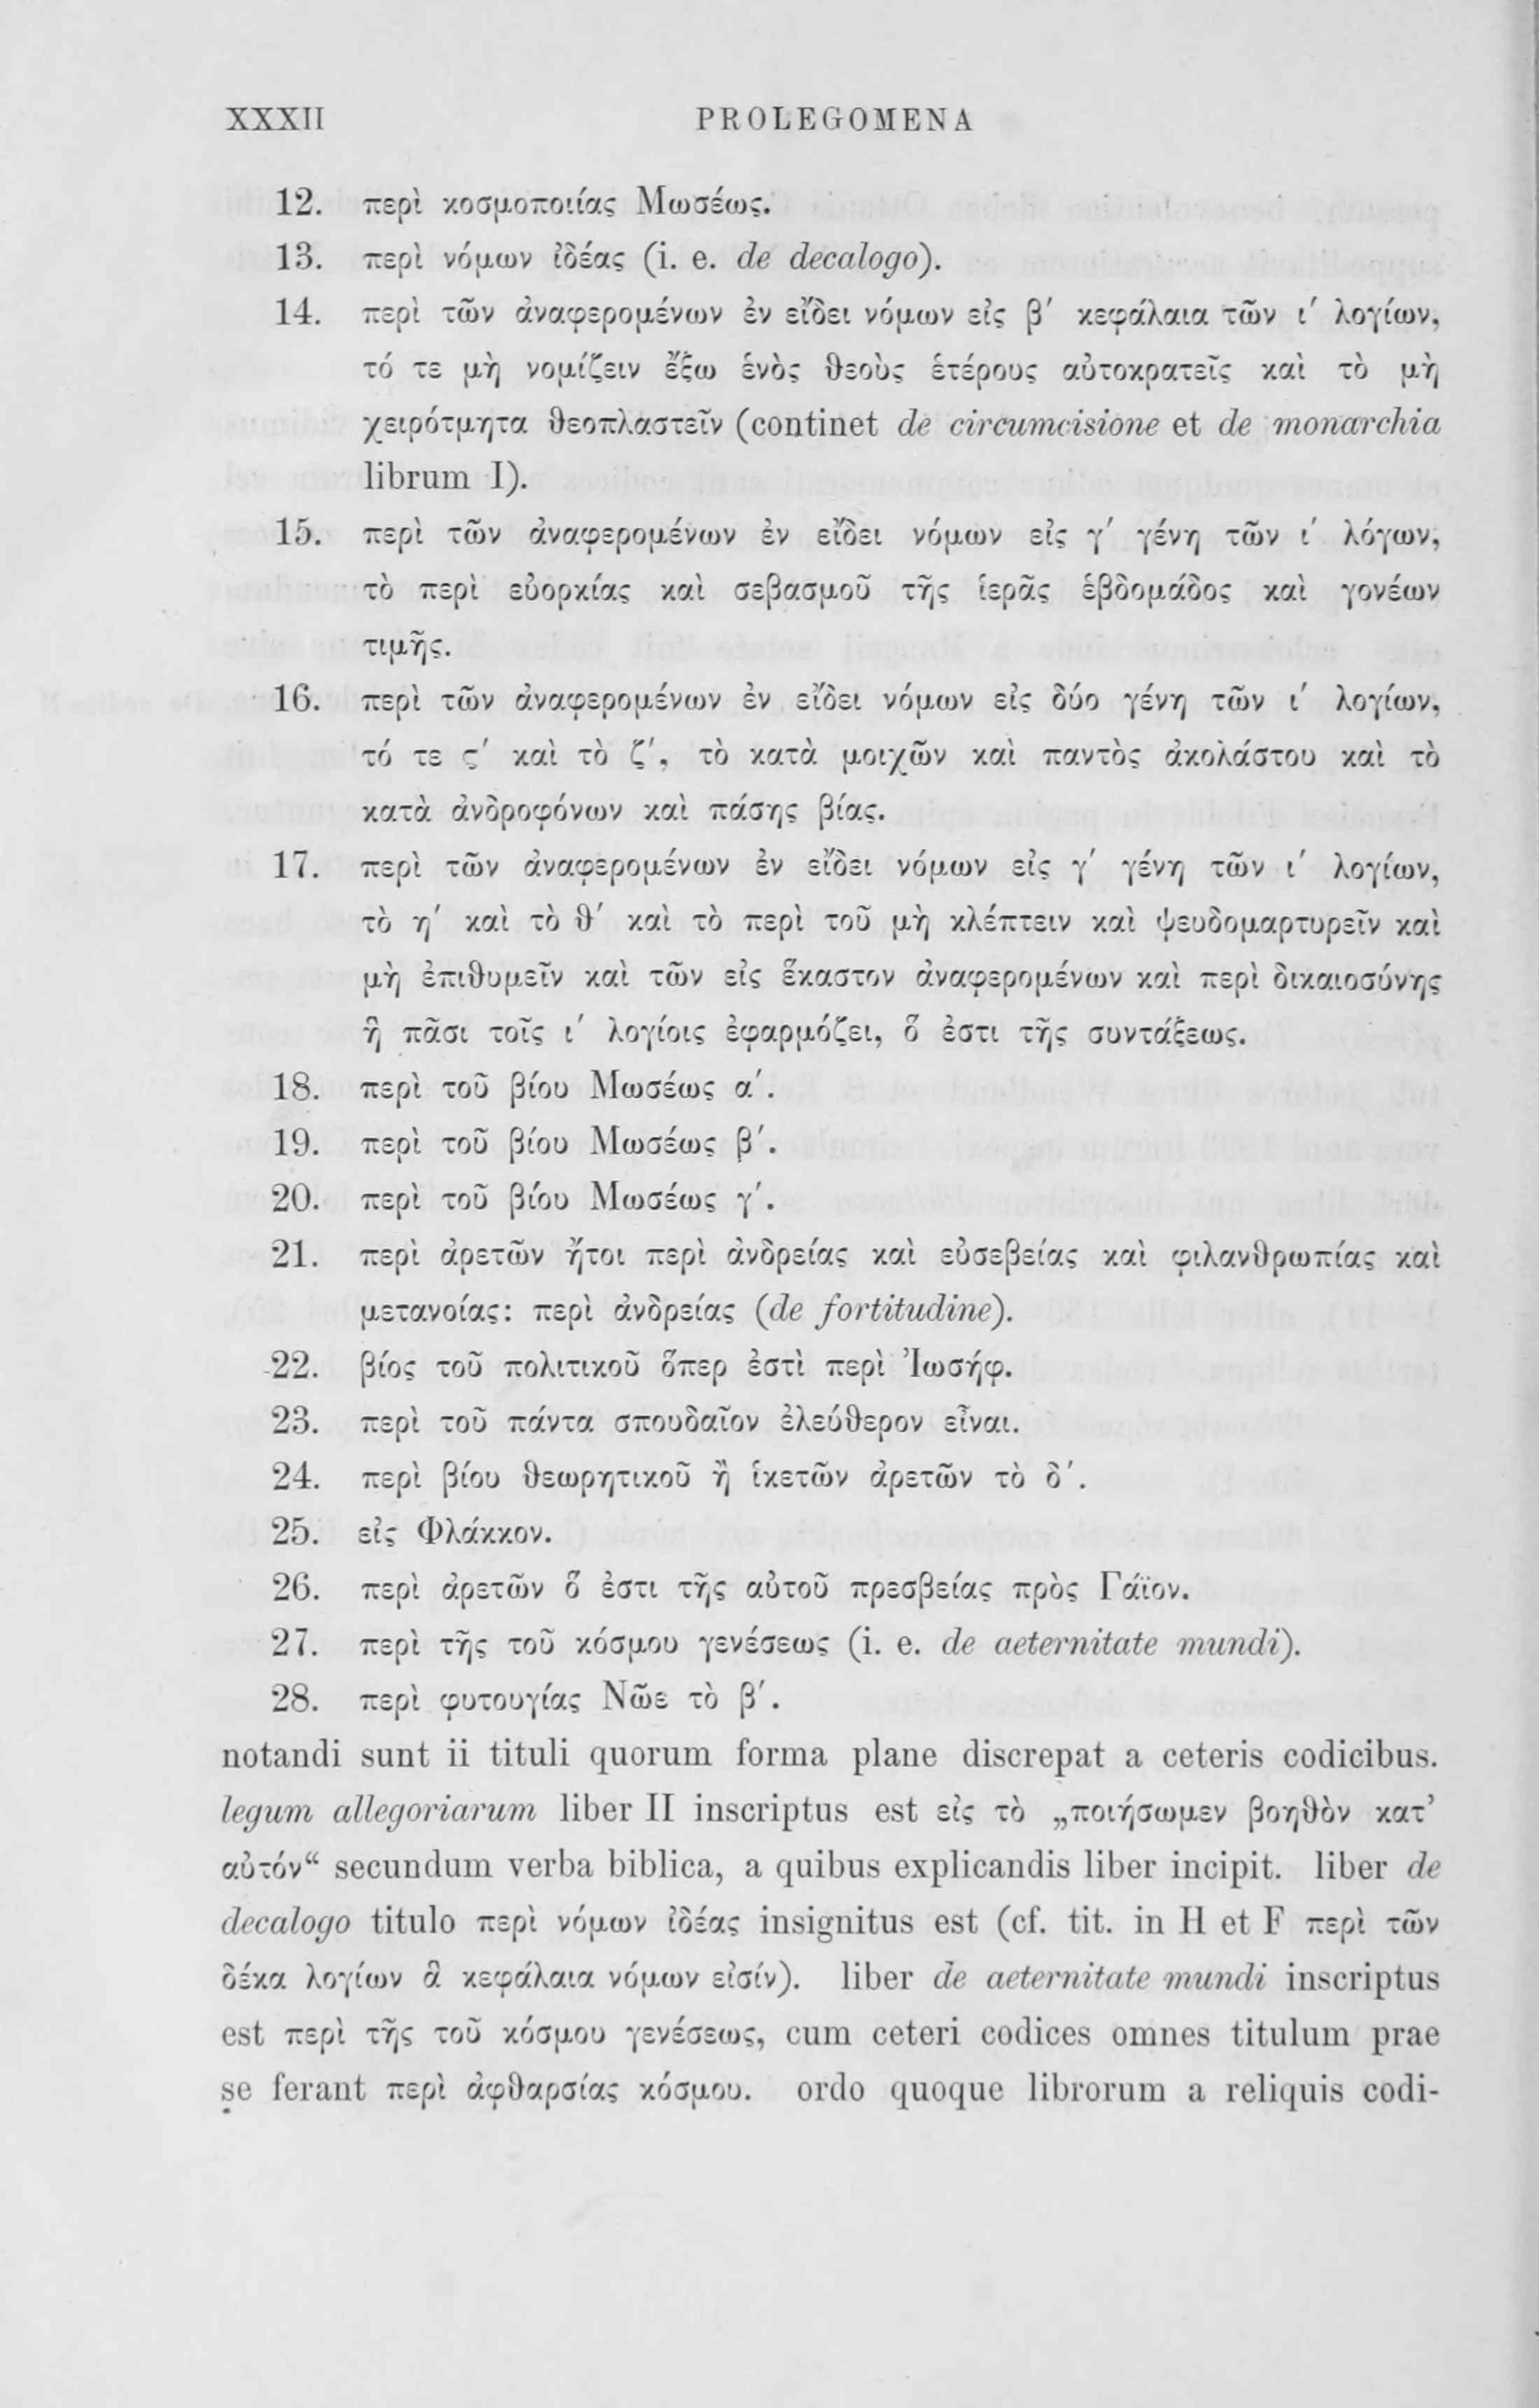 XXXII PROLEGOMENA
12. περὶ κοσμοποιίας Μωσέως.
13. περὶ νόμων ἰδέας (i. e. de decalogo).
14. περὶ τῶν ἀναφερομένων ἐν εἴδει νόμων εἰς β′ κεφάλαια τῶν ι′ λογίων,
τό τε μὴ νομίζειν ἔξω ἑνὸς θεοὺς ἑτέρους αὐτοκρατεῖς καὶ τὸ μὴ
χειρότμητα θεοπλαστεῖν (continet de circumcisione et de monarchia
librum I).
15. περὶ τῶν ἀναφερομένων ἐν εἴδει νόμων εἰς γ′ γένη τῶν ι′ λόγων,
τὸ περὶ εὐορκίας καὶ σεβασμοῦ τῆς ἱερᾶς ἑβδομάδος καὶ γονέων
τιμῆς.
16. περὶ τῶν ἀναφερομένων ἐν εἴδει νόμων εἰς δύο γένη τῶν ι′ λογίων,
τό τε ς′ καὶ τὸ ζ′, τὸ κατὰ μοιχῶν καὶ παντὸς ἀκολάστου καὶ τὸ
κατὰ ἀνδροφόνων καὶ πάσης βίας.
17. περὶ τῶν ἀναφερομένων ἐν εἴδει νόμων εἰς γ′ γένη τῶν ι′ λογίων,
τὸ η′ καὶ τὸ θ′ καὶ τὸ περὶ τοῦ μὴ κλέπτειν καὶ ψευδομαρτυρεῖν καὶ
μὴ ἐπιθυμεῖν καὶ τῶν εἰς ἕκαστον ἀναφερομένων καὶ περὶ δικαιοσύνης
ἣ πᾶσι τοῖς ι′ λογίοις ἐφαρμόζει, ὅ ἐστι τῆς συντάξεως.
18. περὶ τοῦ βίου Μωσέως α′.
19. περὶ τοῦ βίου Μωσέως β′.
20. περὶ τοῦ βίου Μωσέως γ′.
21. περὶ ἀρετῶν ἤτοι περὶ ἀνδρείας καὶ εὐσεβείας καὶ φιλανθρωπίας καὶ
μετανοίας: περὶ ἀνδρείας (de fortitudine).
22. βίος τοῦ πολιτικοῦ ὅπερ ἐστὶ περὶ Ἰωσήφ.
23. περὶ τοῦ πάντα σπουδαῖον ἐλεύθερον εἶναι.
24. περὶ βίου θεωρητικοῦ ἢ ἱκετῶν ἀρετῶν τὸ δ′.
25. εἰς Φλάκκον.
26. περὶ ἀρετῶν ὅ ἐστι τῆς αὐτοῦ πρεσβείας πρὸς Γάϊον.
27. περὶ τῆς τοῦ κόσμου γενέσεως (i. e. de aeternitate mundi).
28. περὶ φυτουγίας Νῶε τὸ β′.
notandi sunt ii tituli quorum forma plane discrepat a ceteris codicibus.
legum allegoriarum liber II inscriptus est εἰς τὸ „ποιήσωμεν βοηθὸν κατ’
αὐτόν“ secundum verba biblica, a quibus explicandis liber incipit. liber de
decalogo titulo περὶ νόμων ἰδέας insignitus est (cf. tit. in H et F περὶ τῶν
δέκα λογίων ἃ κεφάλαια νόμων εἰσίν). liber de aeternitate mundi inscriptus
est περὶ τῆς τοῦ κόσμου γενέσεως, cum ceteri codices omnes titulum prae
se ferant περὶ ἀφθαρσίας κόσμου. ordo quoque librorum a reliquis codi-